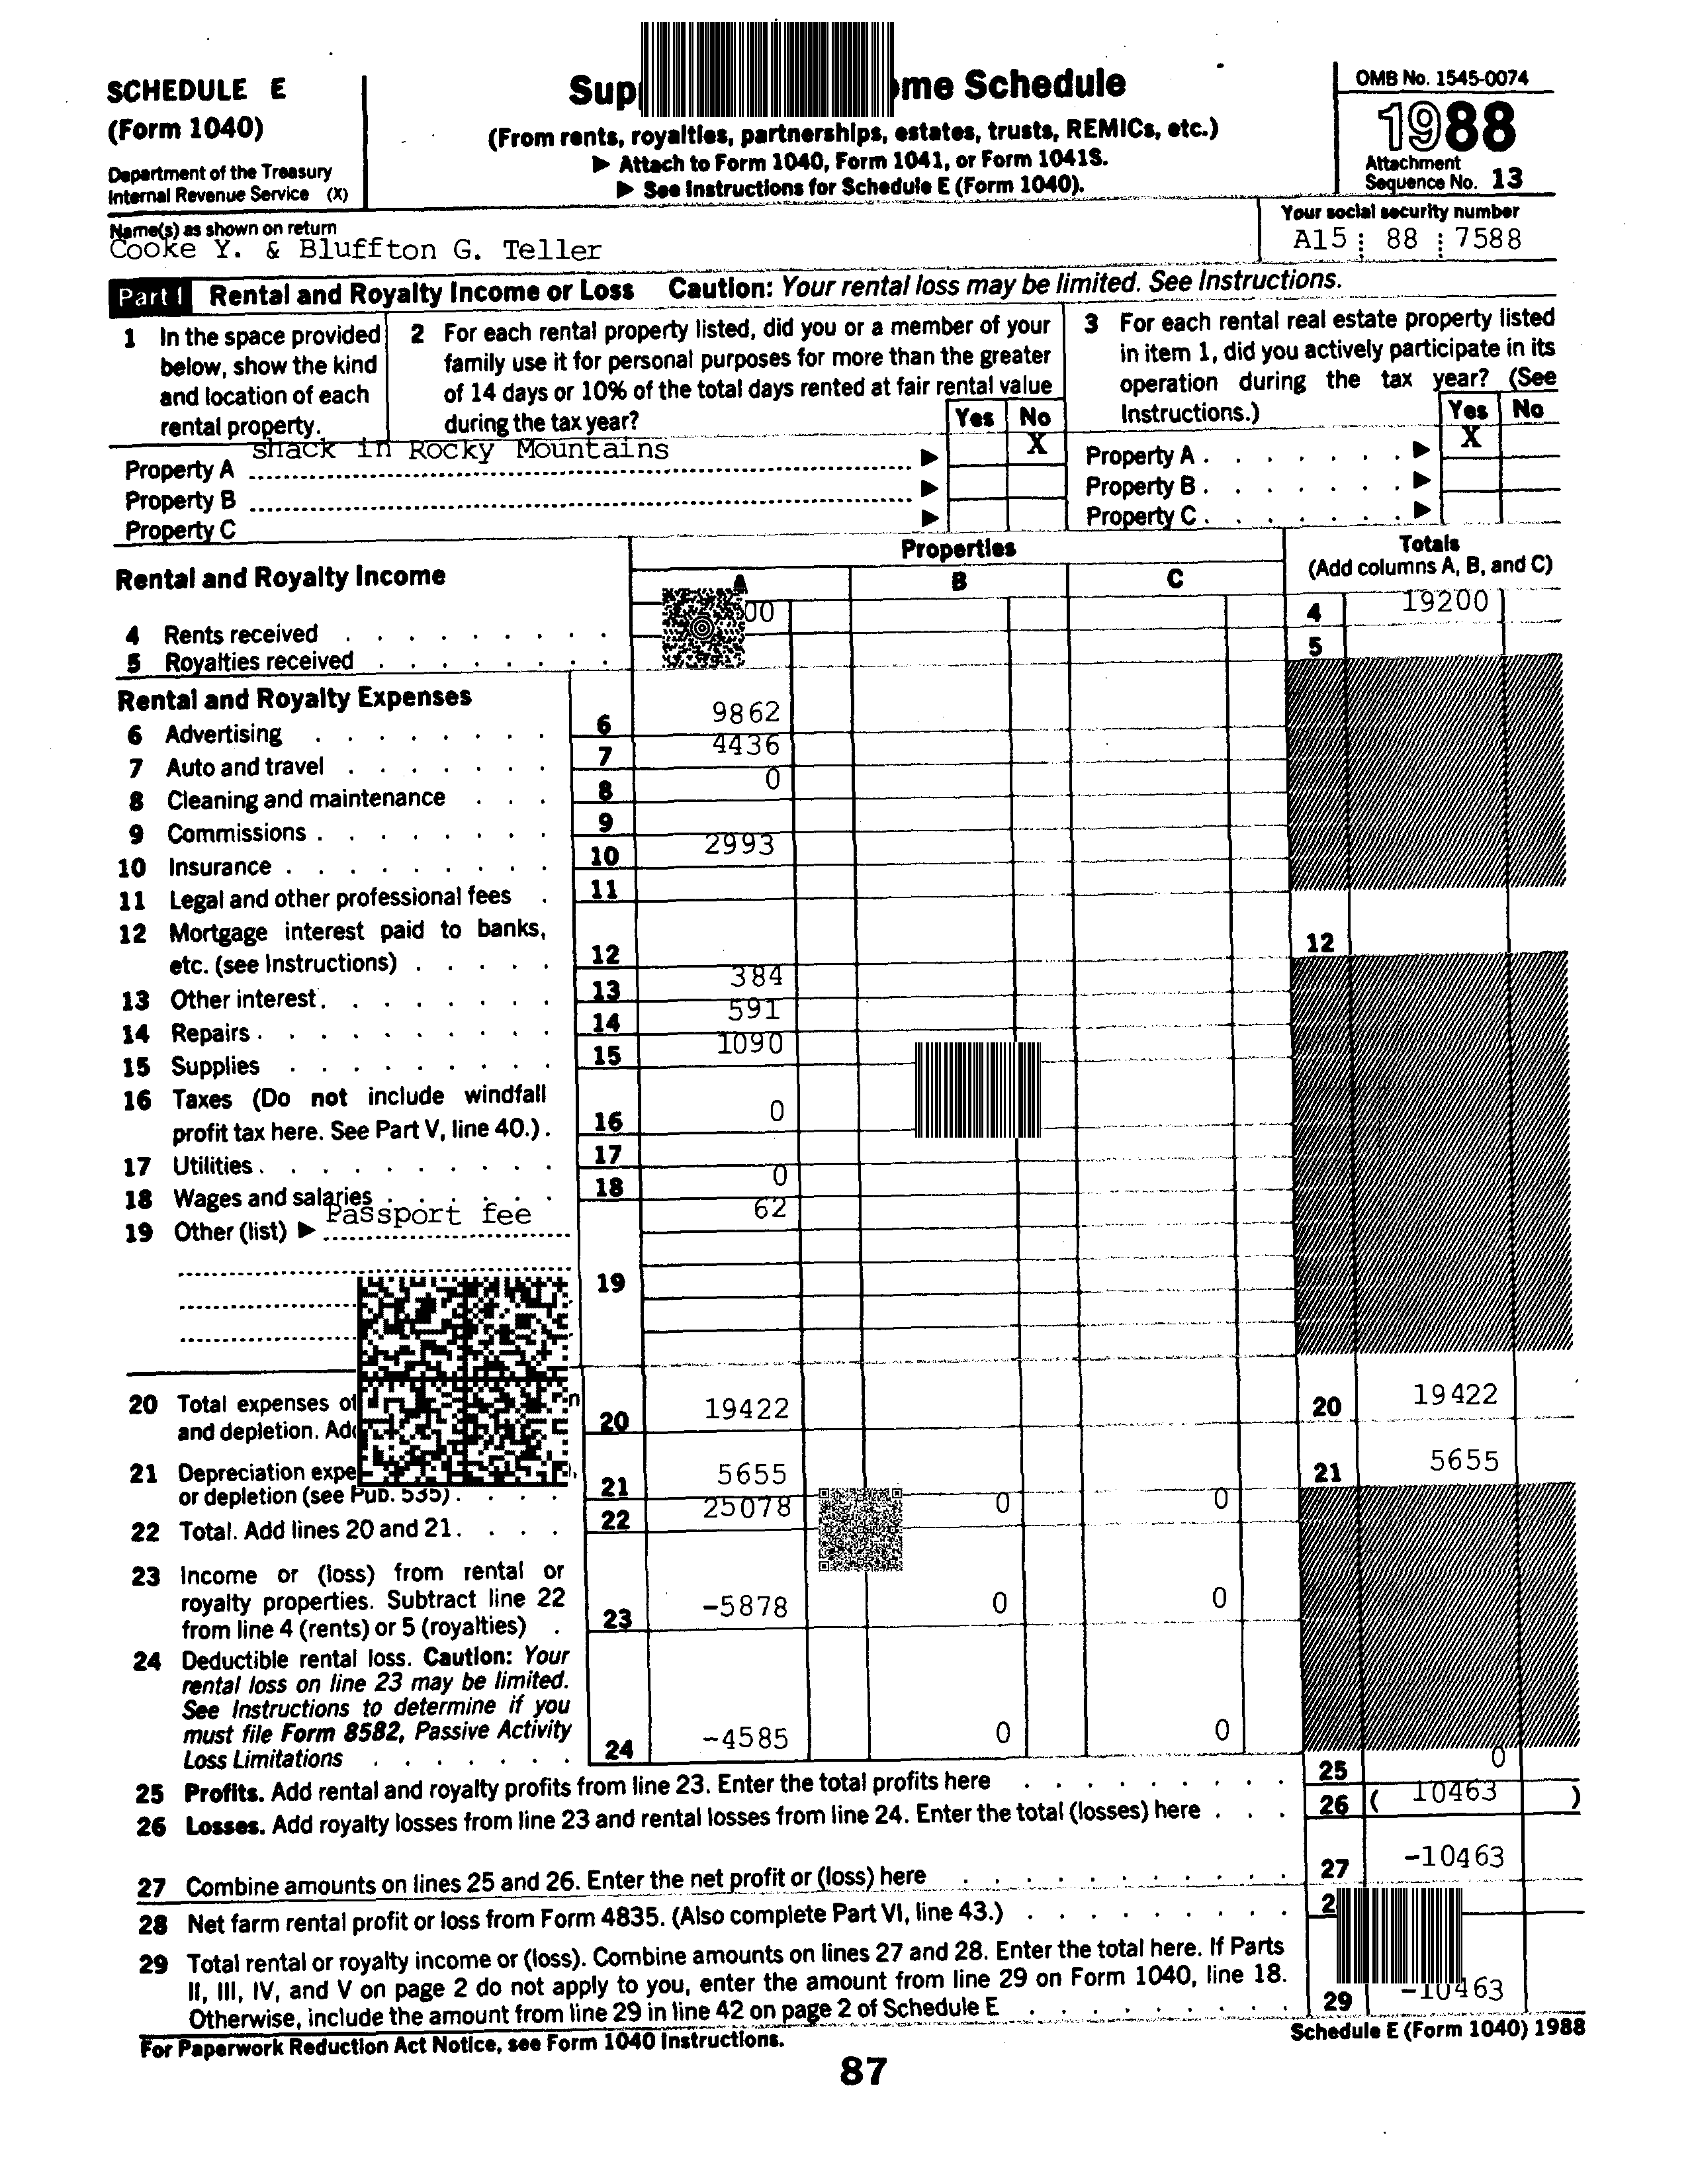 SCHEDULE E
(Form 1040)
Department of the Treasury
Internal Revenue Service (X)
me Schedule
(From rents, royalties, partnerships, estates, trusts, REMICs, etc.)
▶ Attach to Form 1040, Form 1041, or Form 1041S.
▶ See Instructions for Schedule E (Form 1040).
OMB No. 1545-0074
1988
Attachment
Sequence No. 13
Name(s) as shown on return
Cooke Y. & Bluffton G. Teller
Your social security number
A15 88 7588
Part I Rental and Royalty Income or Loss Caution: Your rental loss may be limited. See Instructions.
1 In the space provided
below, show the kind
and location of each
rental property.
2 For each rental property listed, did you or a member of your
family use it for personal purposes for more than the greater
of 14 days or 10% of the total days rented at fair rental value
during the tax year?
Yes No
3 For each rental real estate property listed
in item 1, did you actively participate in its
operation during the tax year? (See
Instructions.)
Yes No
Property A shack in Rocky Mountains ▶ X
Property B ▶
Property C ▶
Property A . . . . . . . ▶ X
Property B . . . . . . . ▶
Property C . . . . . . . ▶
Rental and Royalty Income
Properties
A B C
Totals
(Add columns A, B, and C)
4 Rents received . . . . . . . . . 00 4 19200
5 Royalties received . . . . . . . . 5
Rental and Royalty Expenses
6 Advertising . . . . . . . . 6 9862
7 Auto and travel . . . . . . . 7 4436
8 Cleaning and maintenance . . . 8 0
9 Commissions . . . . . . . . 9
10 Insurance . . . . . . . . . 10 2993
11 Legal and other professional fees . 11
12 Mortgage interest paid to banks,
etc. (see Instructions) . . . . . 12 12
13 Other interest . . . . . . . . 13 384
14 Repairs . . . . . . . . . . 14 591
15 Supplies . . . . . . . . . 15 1090
16 Taxes (Do not include windfall
profit tax here. See Part V, line 40.) . 16 0
17 Utilities . . . . . . . . . . 17
18 Wages and salaries . . . . . . 18 0
19 Other (list) ▶ Passport fee 62
19
20 Total expenses
and depletion. 20 19422 20 19422
21 Depreciation
or depletion (see Pub. 535) . . . . 21 5655 21 5655
22 Total. Add lines 20 and 21 . . . . 22 25078 0 0
23 Income or (loss) from rental or
royalty properties. Subtract line 22
from line 4 (rents) or 5 (royalties) . 23 -5878 0 0
24 Deductible rental loss. Caution: Your
rental loss on line 23 may be limited.
See Instructions to determine if you
must file Form 8582, Passive Activity
Loss Limitations . . . . . . . 24 -4585 0 0
25 Profits. Add rental and royalty profits from line 23. Enter the total profits here . . . . . . . . . 25 0
26 Losses. Add royalty losses from line 23 and rental losses from line 24. Enter the total (losses) here . . . 26 ( 10463 )
27 Combine amounts on lines 25 and 26. Enter the net profit or (loss) here . . . . . . . . . . . 27 -10463
28 Net farm rental profit or loss from Form 4835. (Also complete Part VI, line 43.) . . . . . . . . .
29 Total rental or royalty income or (loss). Combine amounts on lines 27 and 28. Enter the total here. If Parts
II, III, IV, and V on page 2 do not apply to you, enter the amount from line 29 on Form 1040, line 18.
Otherwise, include the amount from line 29 in line 42 on page 2 of Schedule E . . . . . . . . . 29 -10463
For Paperwork Reduction Act Notice, see Form 1040 Instructions.
Schedule E (Form 1040) 1988
87